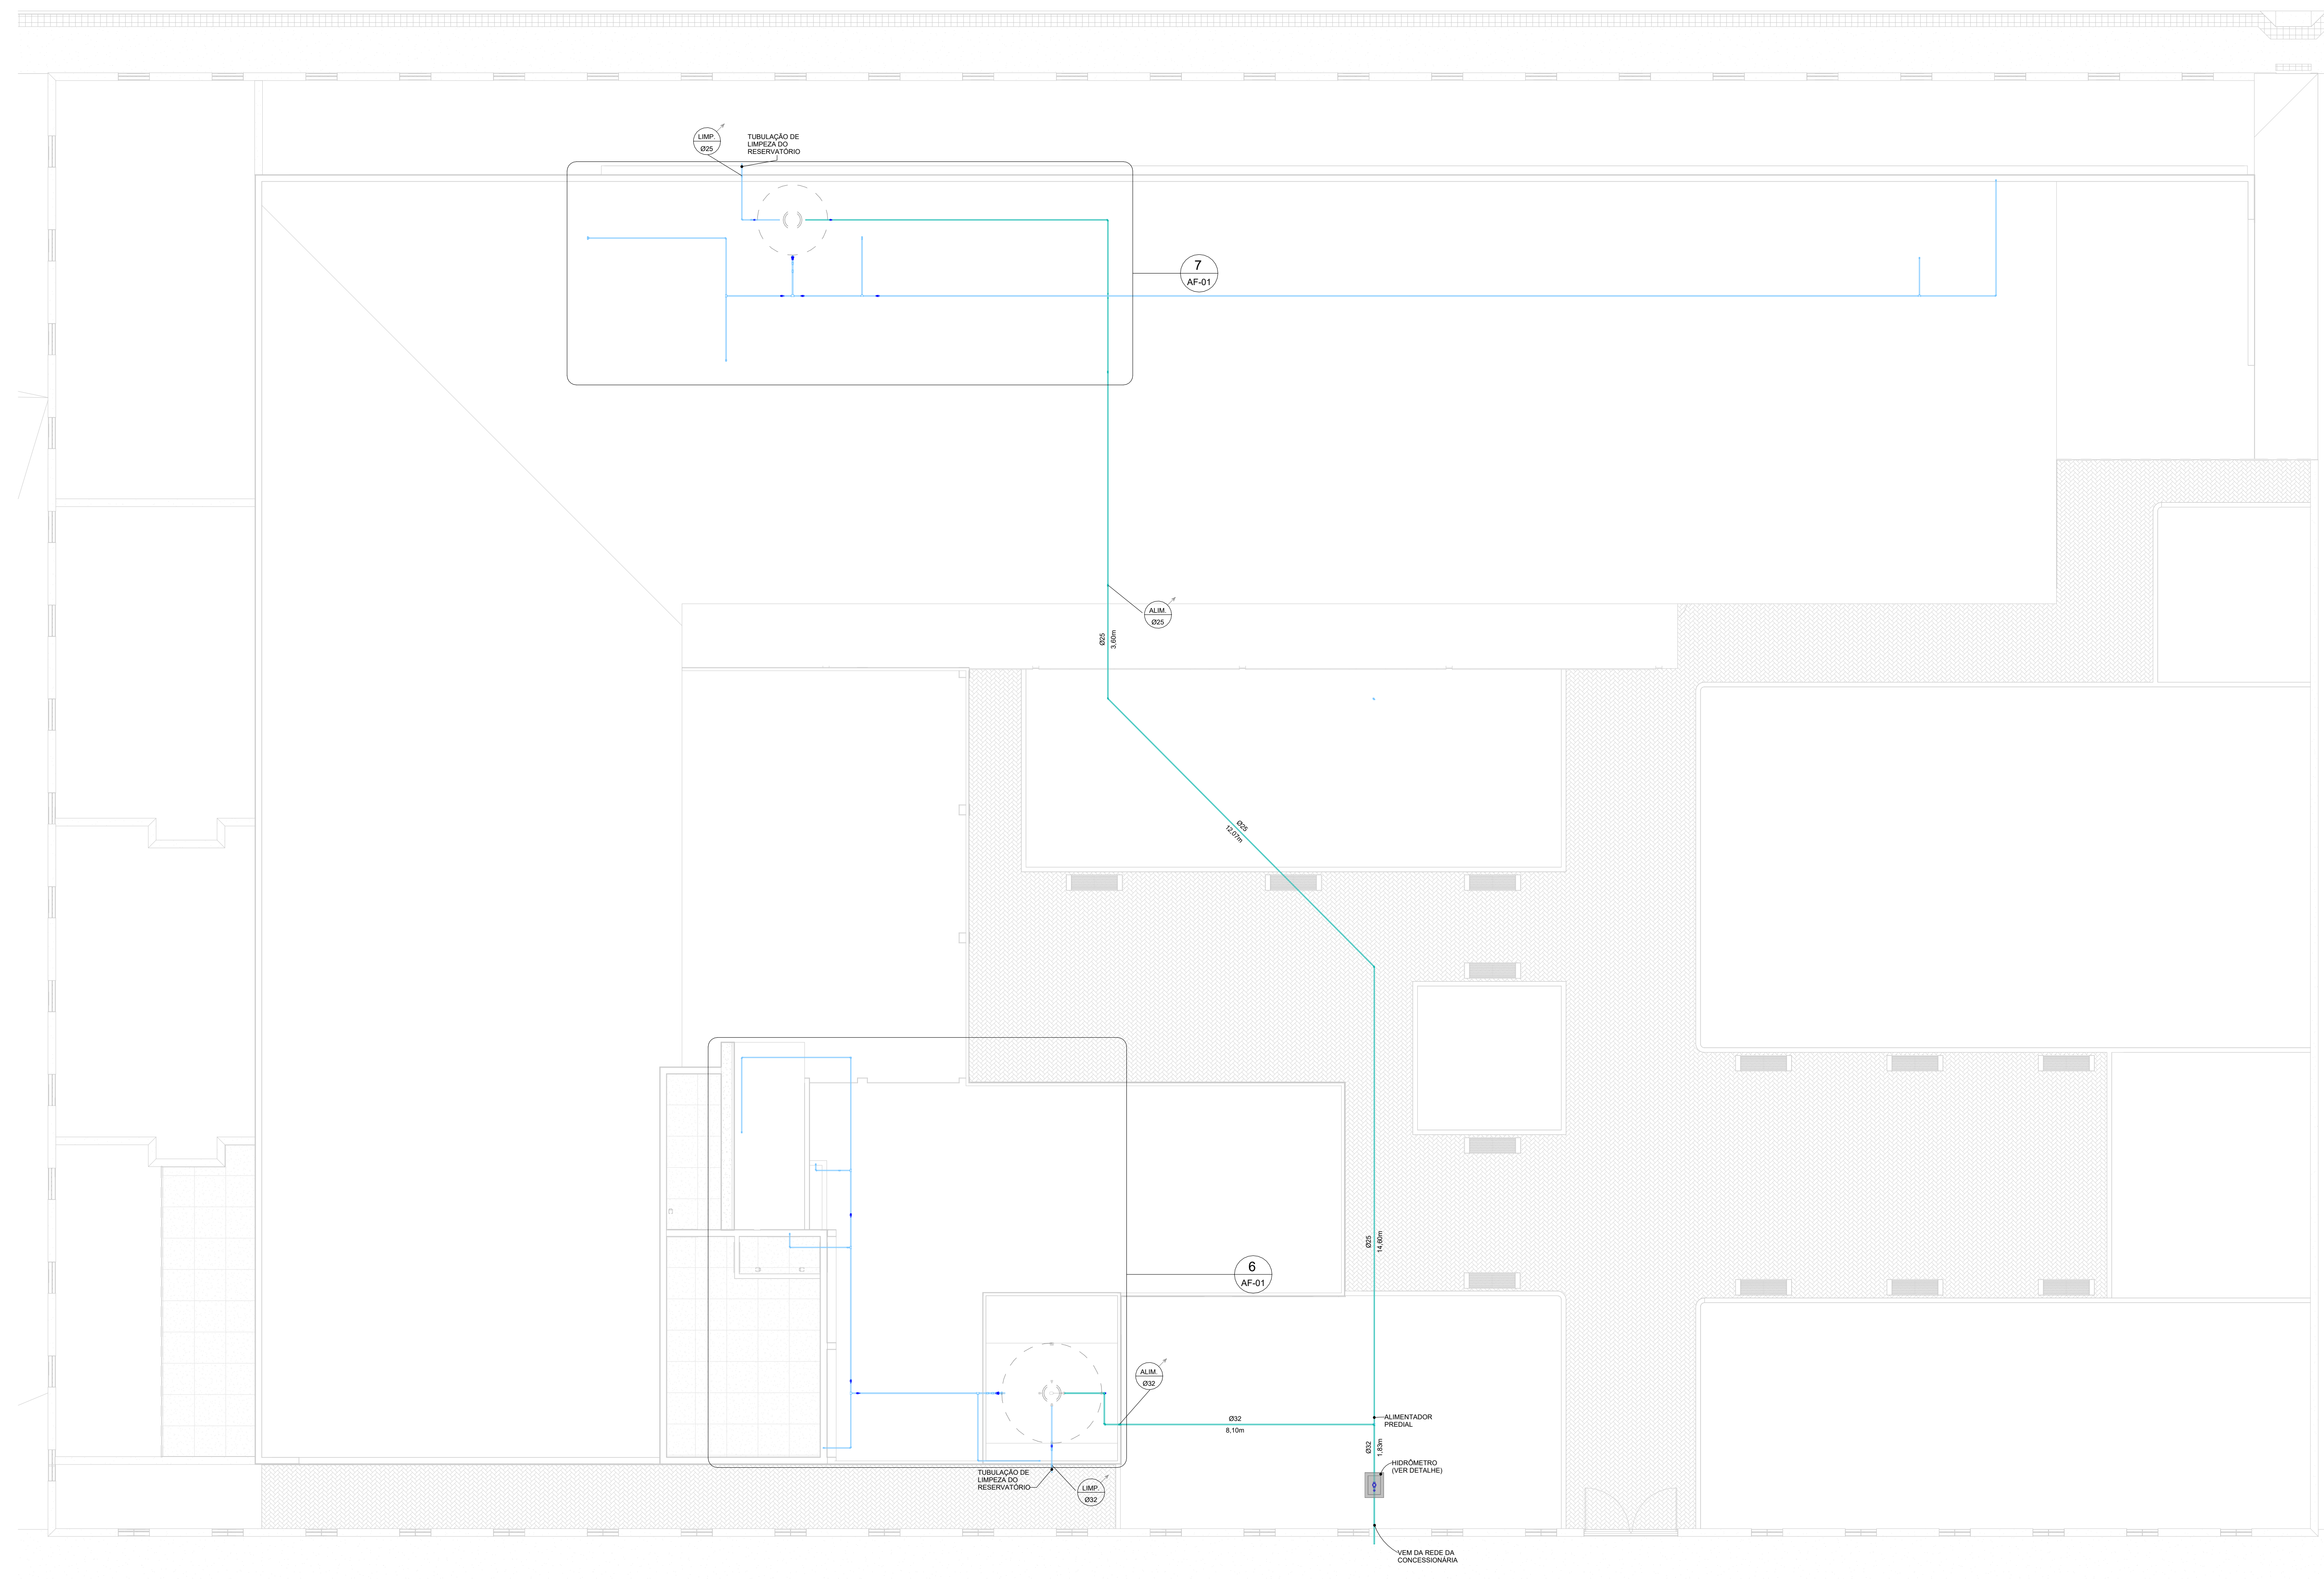 LIMP.
Ø25
TUBULAÇÃO DE
LIMPEZA DO
RESERVATÓRIO
7
AF-01
ALIM.
Ø25
Ø25
3,60m
Ø25
12,07m
Ø25
14,60m
6
AF-01
ALIM.
Ø32
Ø32
8,10m
ALIMENTADOR
PREDIAL
Ø32
1,83m
HIDRÔMETRO
(VER DETALHE)
TUBULAÇÃO DE
LIMPEZA DO
RESERVATÓRIO
LIMP.
Ø32
VEM DA REDE DA
CONCESSIONÁRIA